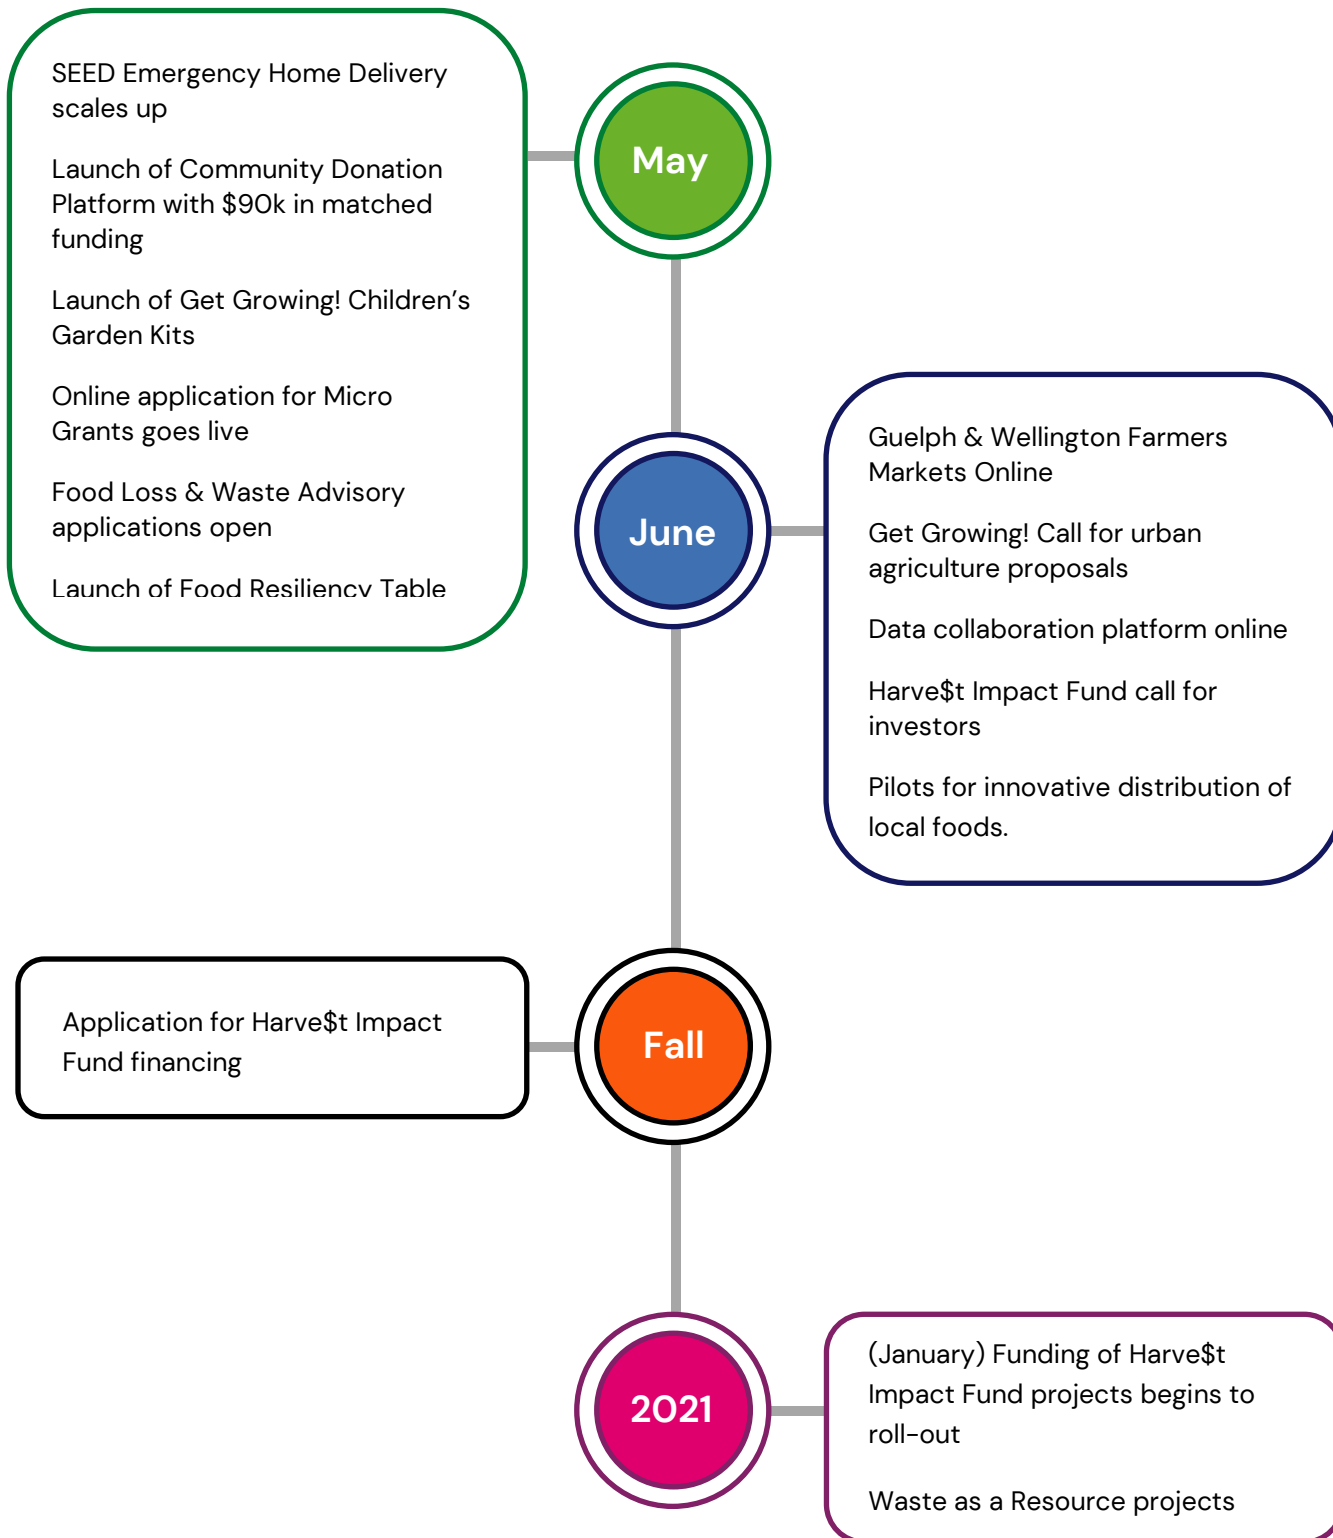 SEED Emergency Home Delivery
scales up
Launch of Community Donation
Platform with $90k in matched
funding
Launch of Get Growing! Children's
Garden Kits
Online application for Micro
Grants goes live
Food Loss & Waste Advisory
applications open
Launch of Food Resiliency Table
May
June
Guelph & Wellington Farmers
Markets Online
Get Growing! Call for urban
agriculture proposals
Data collaboration platform online
Harve$t Impact Fund call for
investors
Pilots for innovative distribution of
local foods.
Application for Harve$t Impact
Fund financing
Fall
2021
(January) Funding of Harve$t
Impact Fund projects begins to
roll-out
Waste as a Resource projects